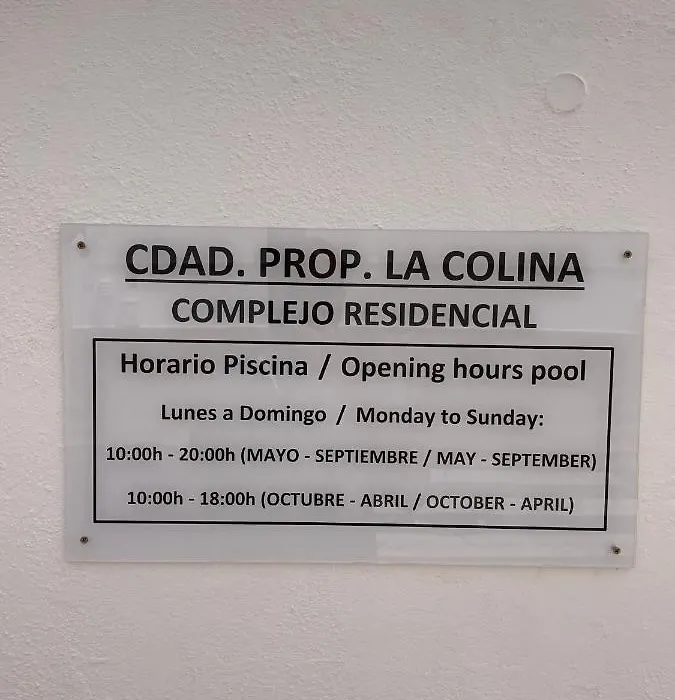 CDAD. PROP. LA COLINA
COMPLEJO RESIDENCIAL
Horario Piscina / Opening hours pool
Lunes a Domingo / Monday to Sunday:
10:00h - 20:00h (MAYO - SEPTIEMBRE / MAY - SEPTEMBER)
10:00h - 18:00h (OCTUBRE - ABRIL / OCTOBER - APRIL)